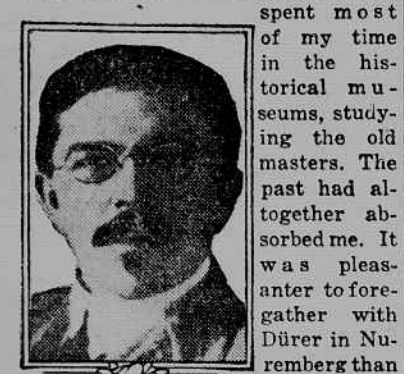 spent most
of my time
in the his-
torical mu-
seums, study-
ing the old
masters. The
past had al-
together ab-
sorbed me. It
was pleas-
anter to fore-
gather with
Dürer in Nu-
remberg than